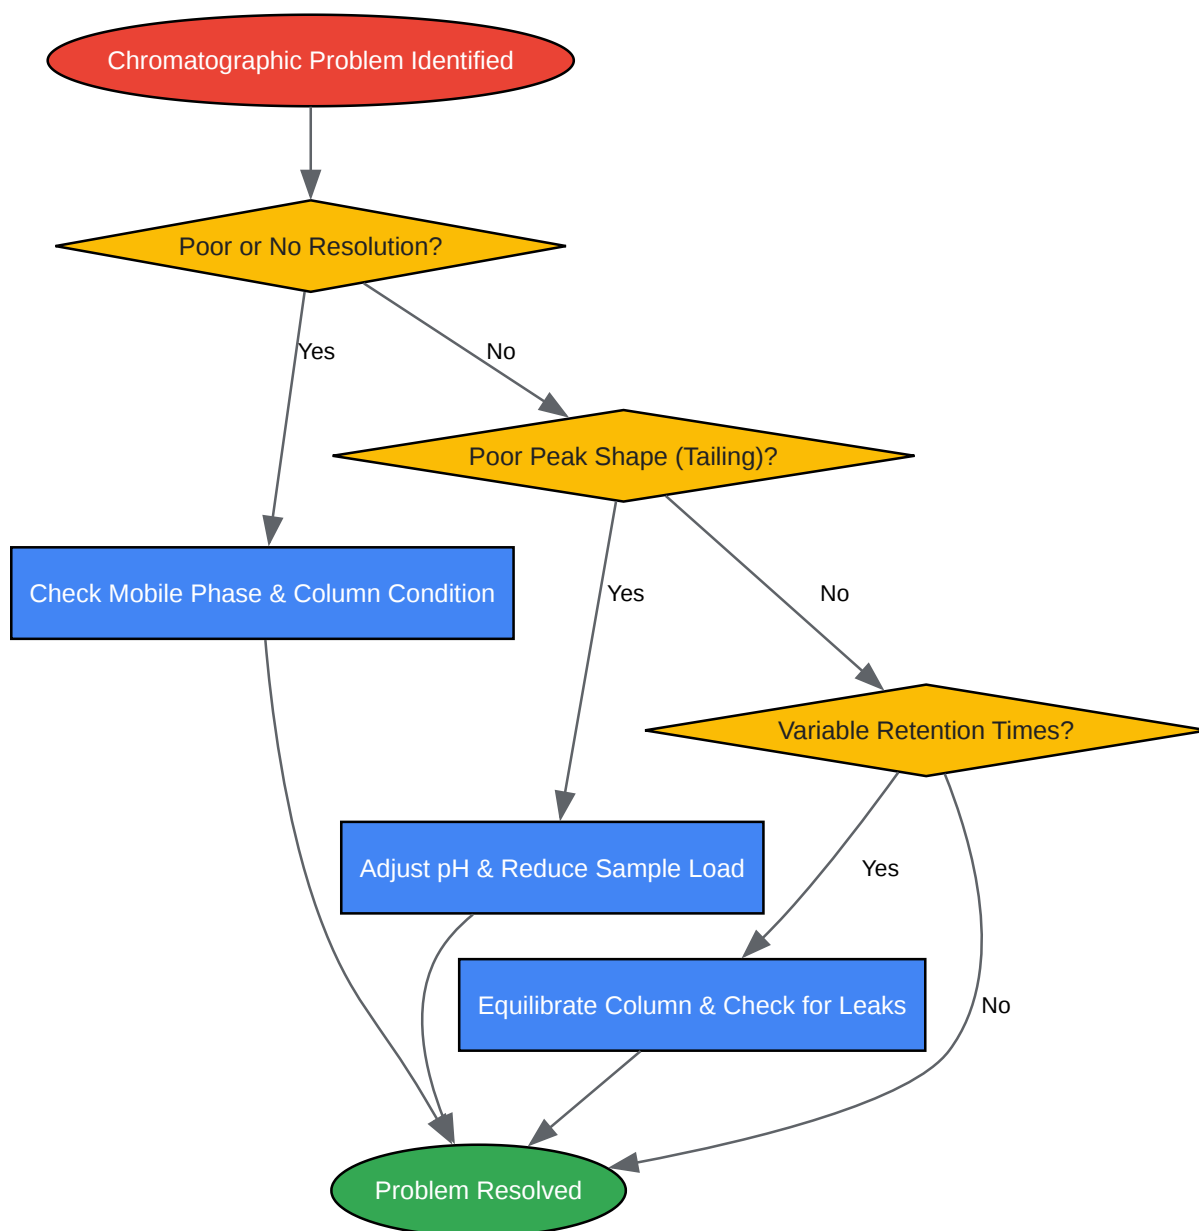 Chromatographic Problem Identified
Poor or No Resolution?
Yes
No
Poor Peak Shape (Tailing)?
Check Mobile Phase & Column Condition
Yes
No
Variable Retention Times?
Adjust pH & Reduce Sample Load
Yes
Equilibrate Column & Check for Leaks
No
Problem Resolved